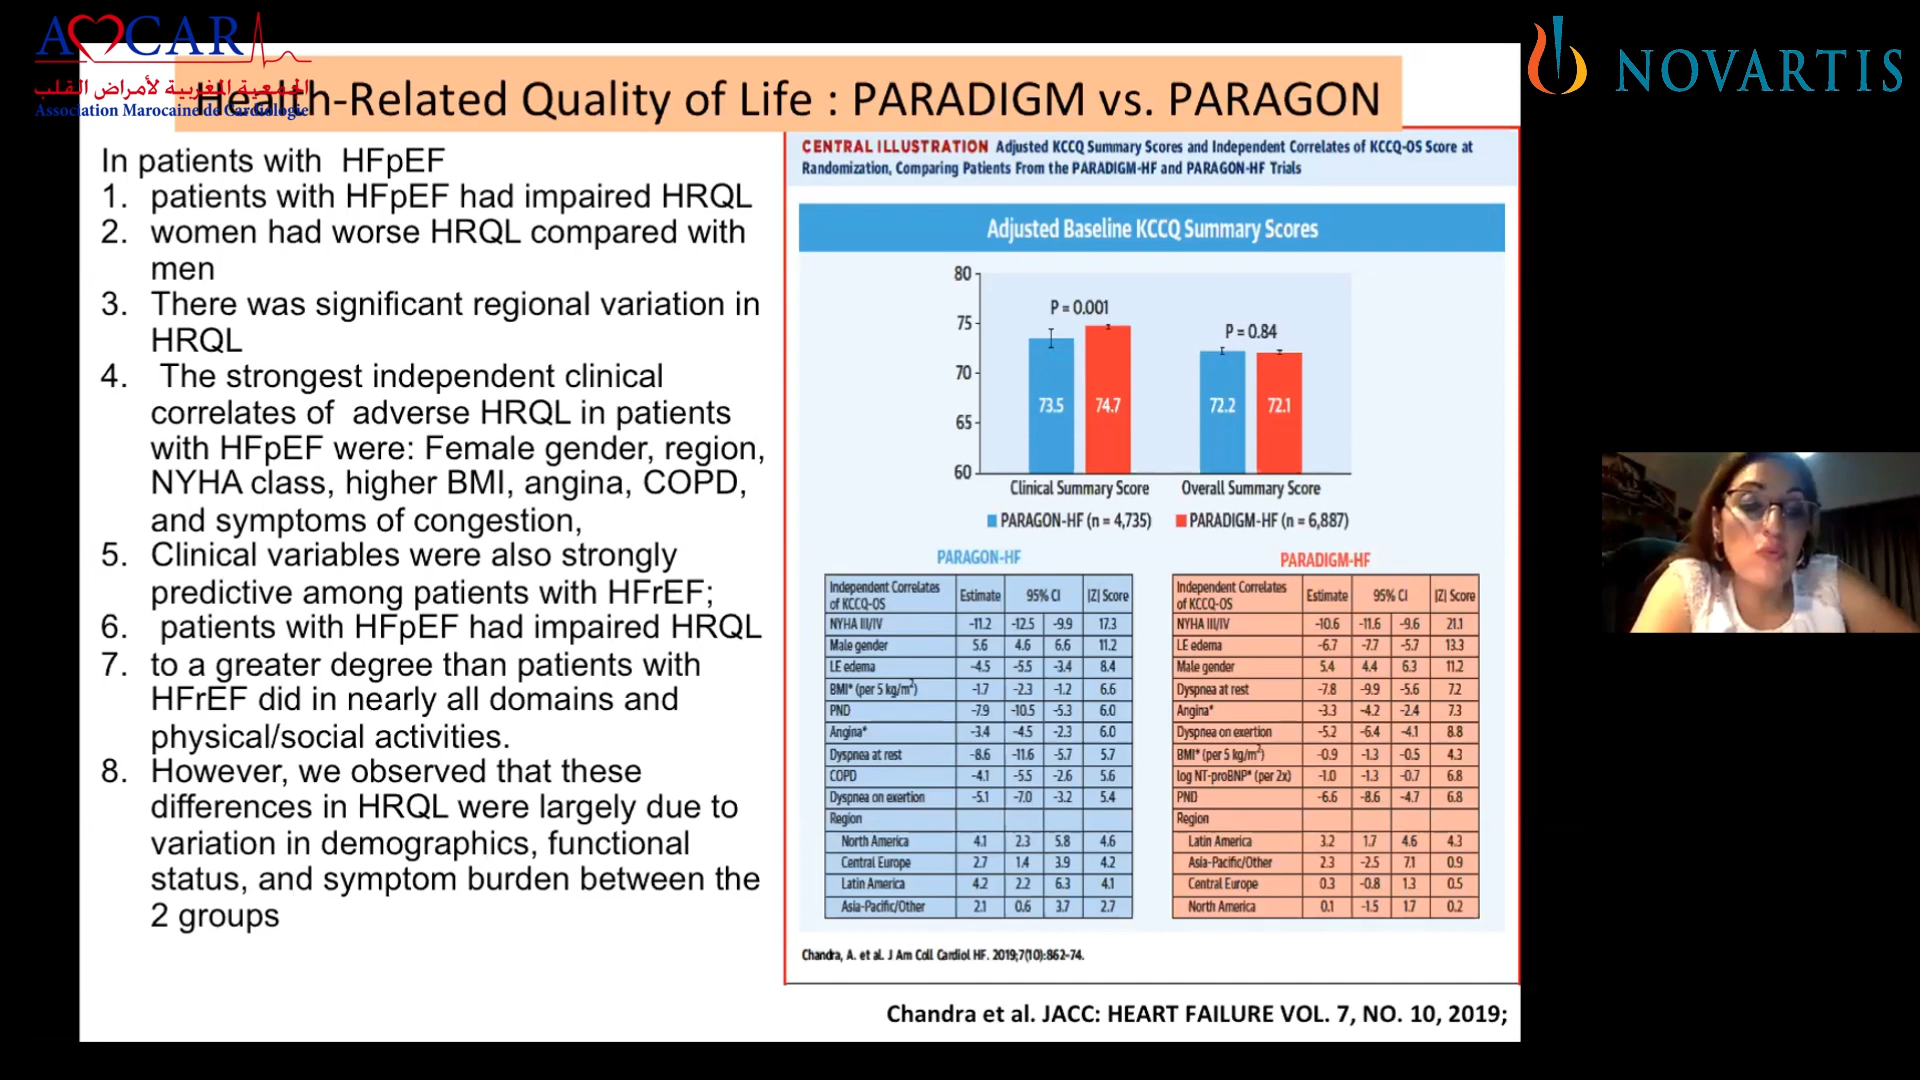 AMCAR
الجمعية المغربية لأمراض القلب
Association Marocaine de Cardiologie
NOVARTIS
Health-Related Quality of Life : PARADIGM vs. PARAGON
In patients with HFpEF
1. patients with HFpEF had impaired HRQL
2. women had worse HRQL compared with
men
3. There was significant regional variation in
HRQL
4. The strongest independent clinical
correlates of adverse HRQL in patients
with HFpEF were: Female gender, region,
NYHA class, higher BMI, angina, COPD,
and symptoms of congestion,
5. Clinical variables were also strongly
predictive among patients with HFrEF;
6. patients with HFpEF had impaired HRQL
7. to a greater degree than patients with
HFrEF did in nearly all domains and
physical/social activities.
8. However, we observed that these
differences in HRQL were largely due to
variation in demographics, functional
status, and symptom burden between the
2 groups
CENTRAL ILLUSTRATION Adjusted KCCQ Summary Scores and Independent Correlates of KCCQ-OS Score at
Randomization, Comparing Patients From the PARADIGM-HF and PARAGON-HF Trials
Adjusted Baseline KCCQ Summary Scores
80
75
70
65
60
P = 0.001
P = 0.84
73.5 74.7 72.2 72.1
Clinical Summary Score Overall Summary Score
PARAGON-HF (n = 4,735) PARADIGM-HF (n = 6,887)
PARAGON-HF
Independent Correlates of KCCQ-OS Estimate 95% CI |Z| Score
NYHA III/IV -11.2 -12.5 -9.9 17.3
Male gender 5.6 4.6 6.6 11.2
LE edema -4.5 -5.5 -3.4 8.4
BMI* (per 5 kg/m²) -1.7 -2.3 -1.2 6.6
PND -7.9 -10.5 -5.3 6.0
Angina* -3.4 -4.5 -2.3 6.0
Dyspnea at rest -8.6 -11.6 -5.7 5.7
COPD -4.1 -5.5 -2.6 5.6
Dyspnea on exertion -5.1 -7.0 -3.2 5.4
Region
North America 4.1 2.3 5.8 4.6
Central Europe 2.7 1.4 3.9 4.2
Latin America 4.2 2.2 6.3 4.1
Asia-Pacific/Other 2.1 0.6 3.7 2.7
PARADIGM-HF
Independent Correlates of KCCQ-OS Estimate 95% CI |Z| Score
NYHA III/IV -10.6 -11.6 -9.6 21.1
LE edema -6.7 -7.7 -5.7 13.3
Male gender 5.4 4.4 6.3 11.2
Dyspnea at rest -7.8 -9.9 -5.6 7.2
Angina* -3.3 -4.2 -2.4 7.3
Dyspnea on exertion -5.2 -6.4 -4.1 8.8
BMI* (per 5 kg/m²) -0.9 -1.3 -0.5 4.3
log NT-proBNP* (per 2x) -1.0 -1.3 -0.7 6.8
PND -6.6 -8.6 -4.7 6.8
Region
Latin America 3.2 1.7 4.6 4.3
Asia-Pacific/Other 2.3 -2.5 7.1 0.9
Central Europe 0.3 -0.8 1.3 0.5
North America 0.1 -1.5 1.7 0.2
Chandra, A. et al. J Am Coll Cardiol HF. 2019;7(10):862-74.
Chandra et al. JACC: HEART FAILURE VOL. 7, NO. 10, 2019;